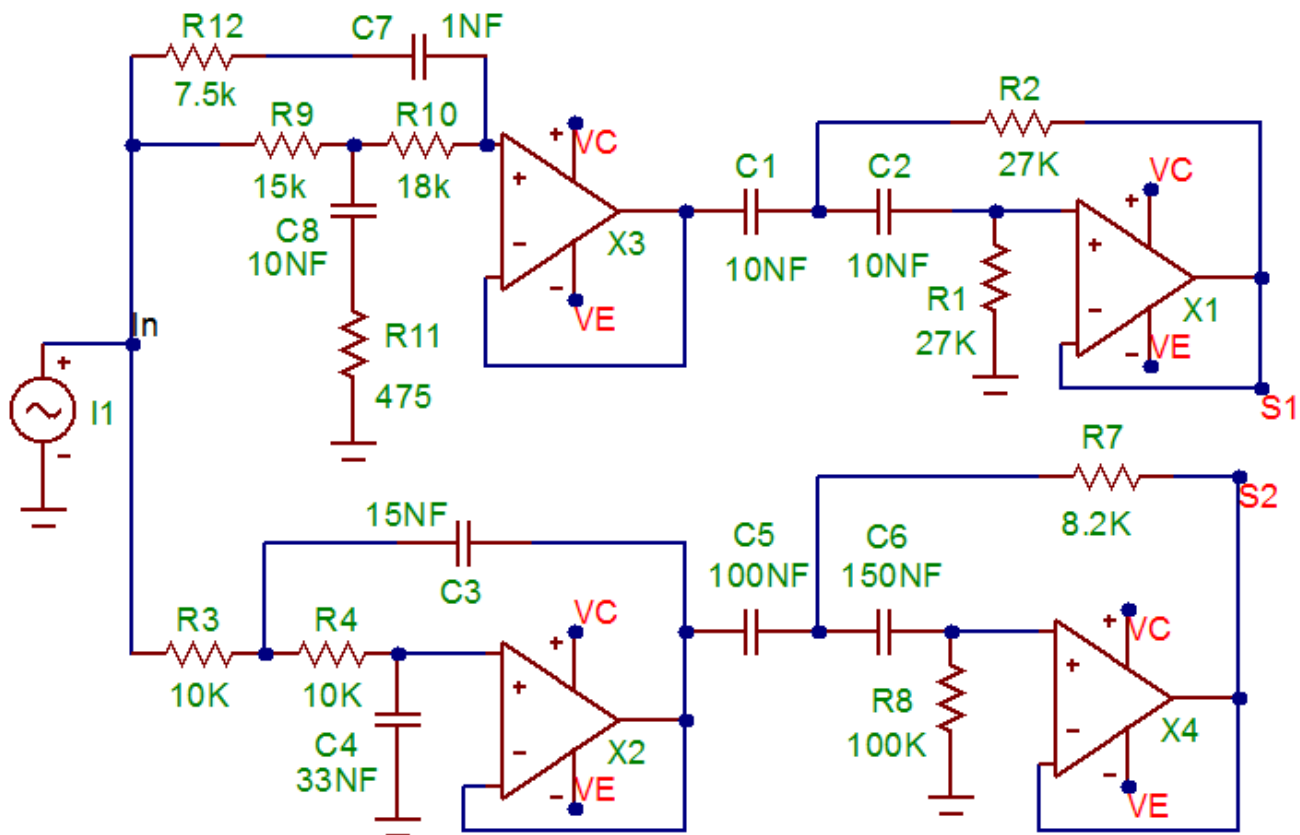 R12
C7
1NF
7.5k
R9
R10
15k
18k
+
VC
+
-
X3
-
VE
C8
10NF
R11
475
C1
10NF
C2
10NF
R2
27K
+
VC
+
-
X1
-
VE
R1
27K
S1
In
+
-
I1
15NF
C3
R3
10K
R4
10K
C4
33NF
+
VC
+
-
X2
-
VE
C5
100NF
C6
150NF
R7
8.2K
S2
R8
100K
+
VC
+
-
X4
-
VE